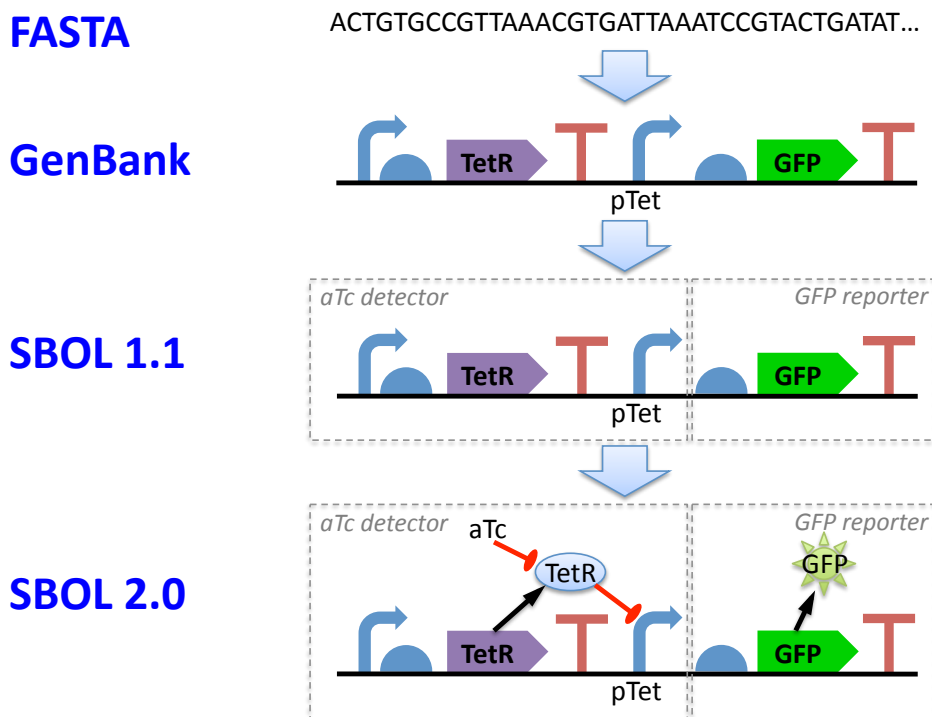 FASTA
ACTGTGCCGTTAAACGTGATTAAATCCGTACTGATAT...
GenBank
TetR
GFP
pTet
aTc detector
GFP reporter
SBOL 1.1
TetR
GFP
pTet
aTc detector
GFP reporter
aTc
TetR
GFP
SBOL 2.0
TetR
GFP
pTet